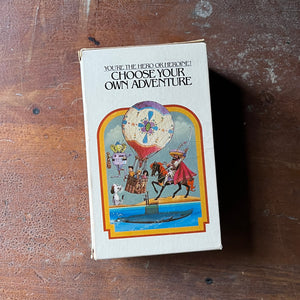 YOU'RE THE HERO OR HEROINE!
CHOOSE YOUR
OWN ADVENTURE